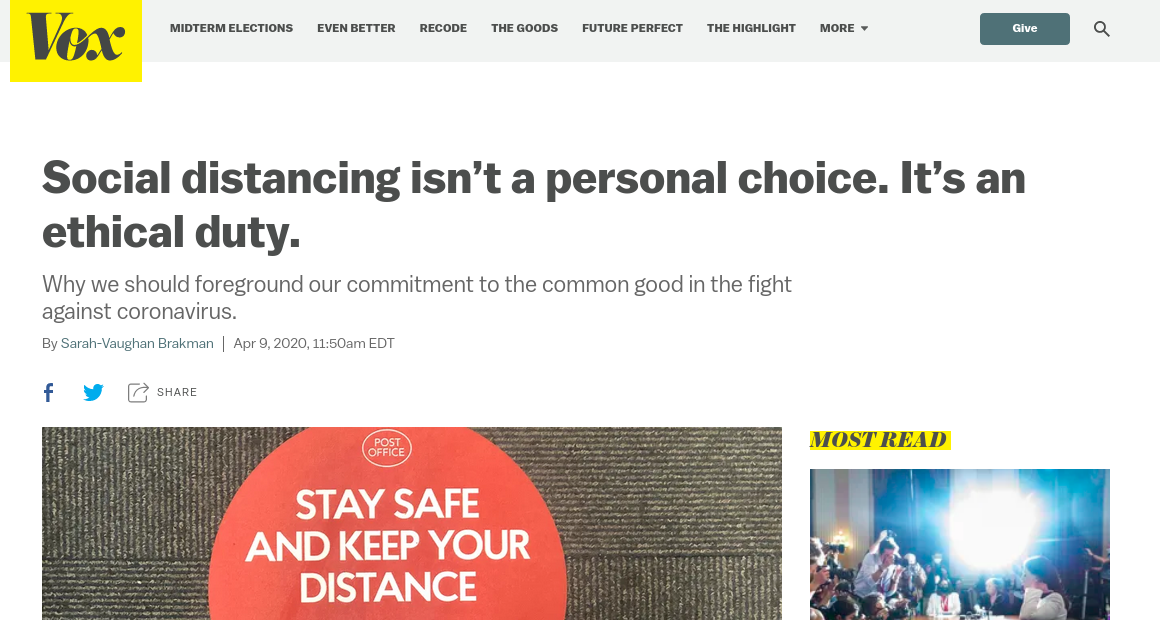 Vox
MIDTERM ELECTIONS EVEN BETTER RECODE THE GOODS FUTURE PERFECT THE HIGHLIGHT MORE Give
Social distancing isn’t a personal choice. It’s an
ethical duty.
Why we should foreground our commitment to the common good in the fight
against coronavirus.
By Sarah-Vaughan Brakman Apr 9, 2020, 11:50am EDT
SHARE
MOST READ
POST
OFFICE
STAY SAFE
AND KEEP YOUR
DISTANCE